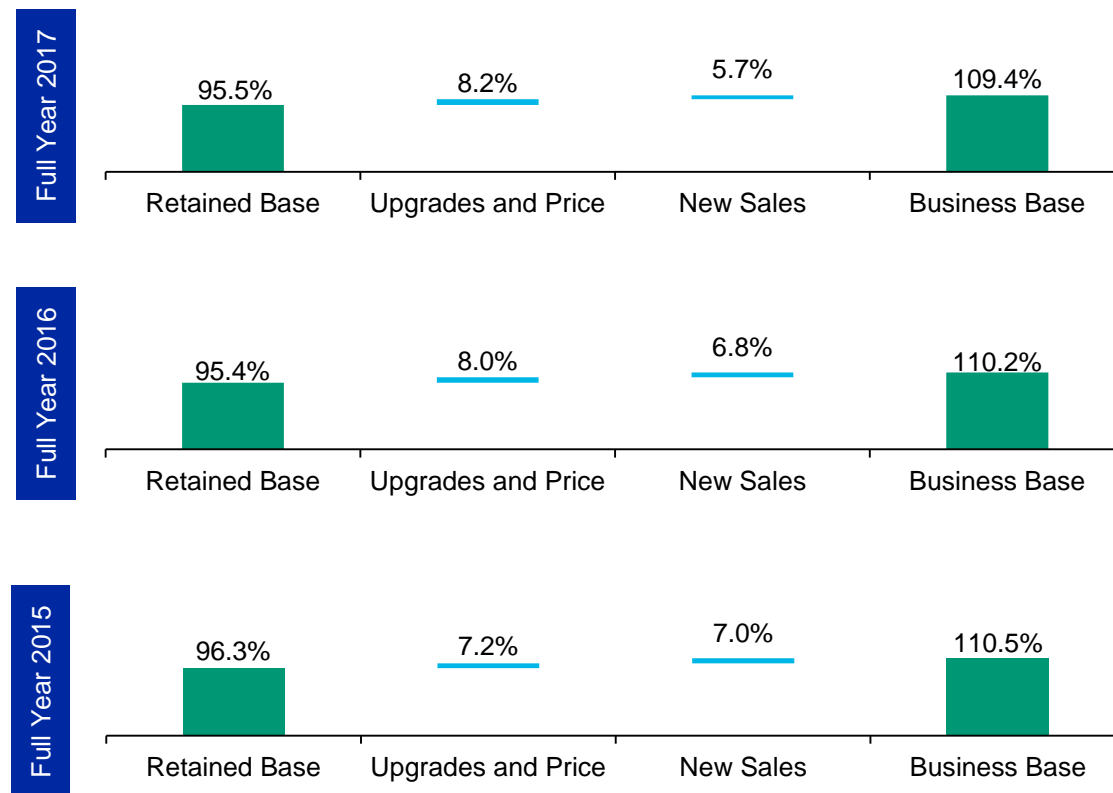 Full Year 2017
95.5%
8.2%
5.7%
109.4%
Retained Base
Upgrades and Price
New Sales
Business Base
Full Year 2016
95.4%
8.0%
6.8%
110.2%
Retained Base
Upgrades and Price
New Sales
Business Base
Full Year 2015
96.3%
7.2%
7.0%
110.5%
Retained Base
Upgrades and Price
New Sales
Business Base